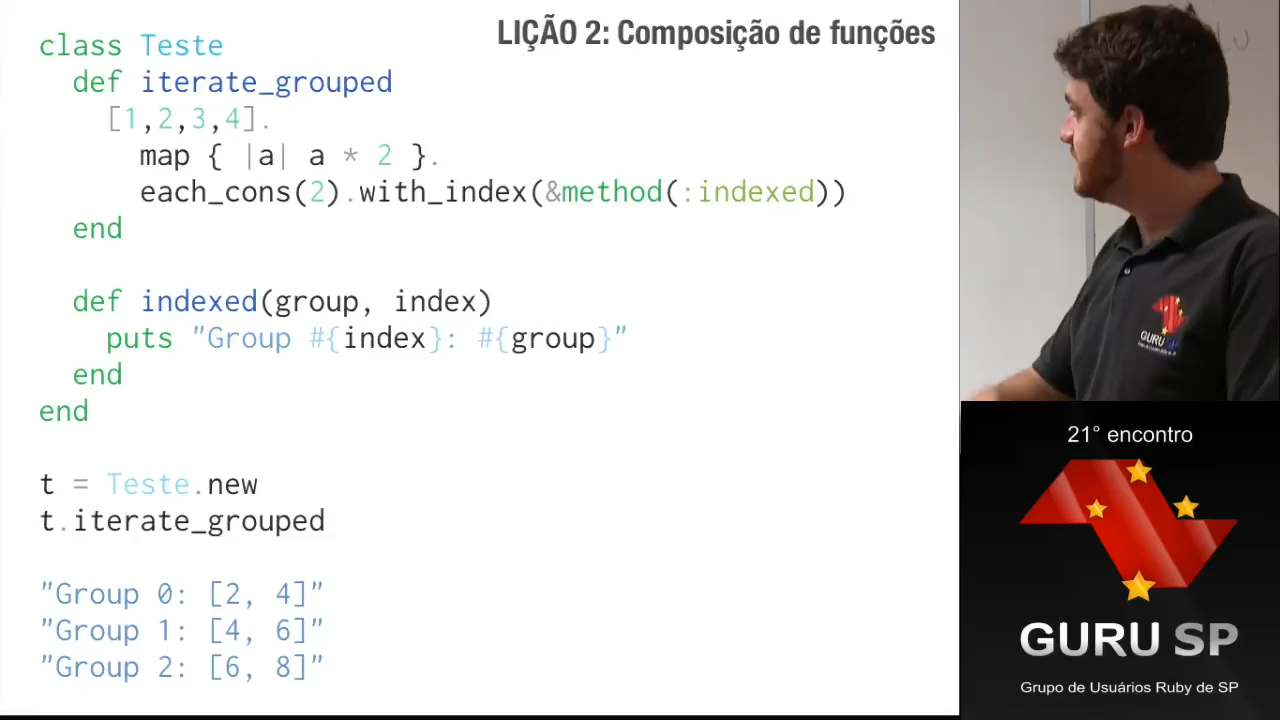 LIÇÃO 2: Composição de funções
class Teste
def iterate_grouped
[1,2,3,4].
map { |a| a * 2 }.
each_cons(2).with_index(&method(:indexed))
end
def indexed(group, index)
puts "Group #{index}: #{group}"
end
end
t = Teste.new
t.iterate_grouped
"Group 0: [2, 4]"
"Group 1: [4, 6]"
"Group 2: [6, 8]"
GURU SP
21° encontro
GURU SP
Grupo de Usuários Ruby de SP